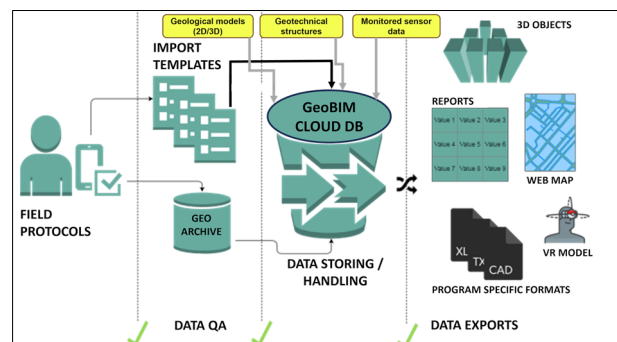 Geological models
(2D/3D)
Geotechnical
structures
Monitored sensor
data
3D OBJECTS
IMPORT
TEMPLATES
GeoBIM
CLOUD DB
REPORTS
Value 1 Value 2 Value 3
Value 4 Value 5 Value 6
Value 7 Value 8 Value 9
WEB MAP
FIELD
PROTOCOLS
GEO
ARCHIVE
DATA STORING /
HANDLING
XL
TX
CAD
VR MODEL
PROGRAM SPECIFIC FORMATS
DATA QA
DATA EXPORTS